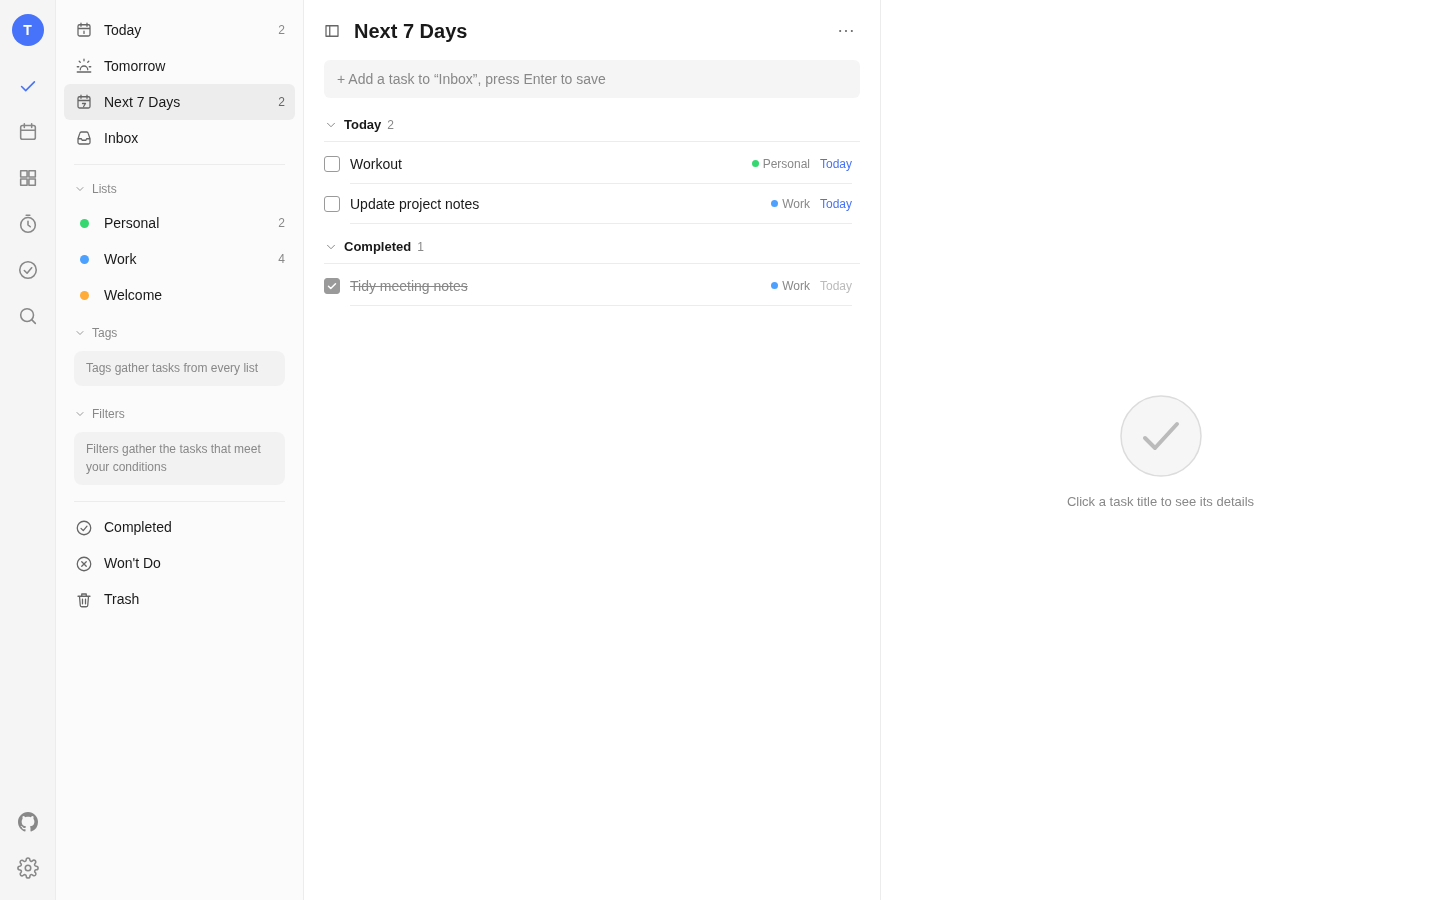 T
Today 2
Tomorrow
Next 7 Days 2
Inbox
Lists
Personal 2
Work 4
Welcome
Tags
Tags gather tasks from every list
Filters
Filters gather the tasks that meet
your conditions
Completed
Won't Do
Trash
Next 7 Days
+ Add a task to “Inbox”, press Enter to save
Today 2
Workout Personal Today
Update project notes Work Today
Completed 1
Tidy meeting notes Work Today
Click a task title to see its details